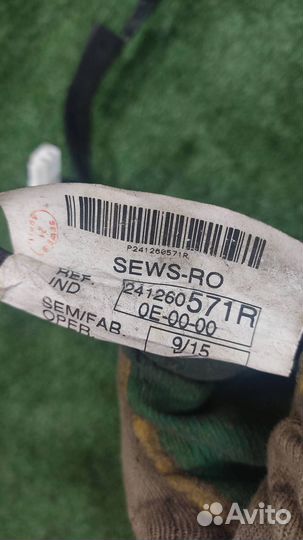 P241260571R
SEWS-RO
REF. 241260571R
IND 0E-00-00
SEM/FAB. 9/15
OPER.
Avito